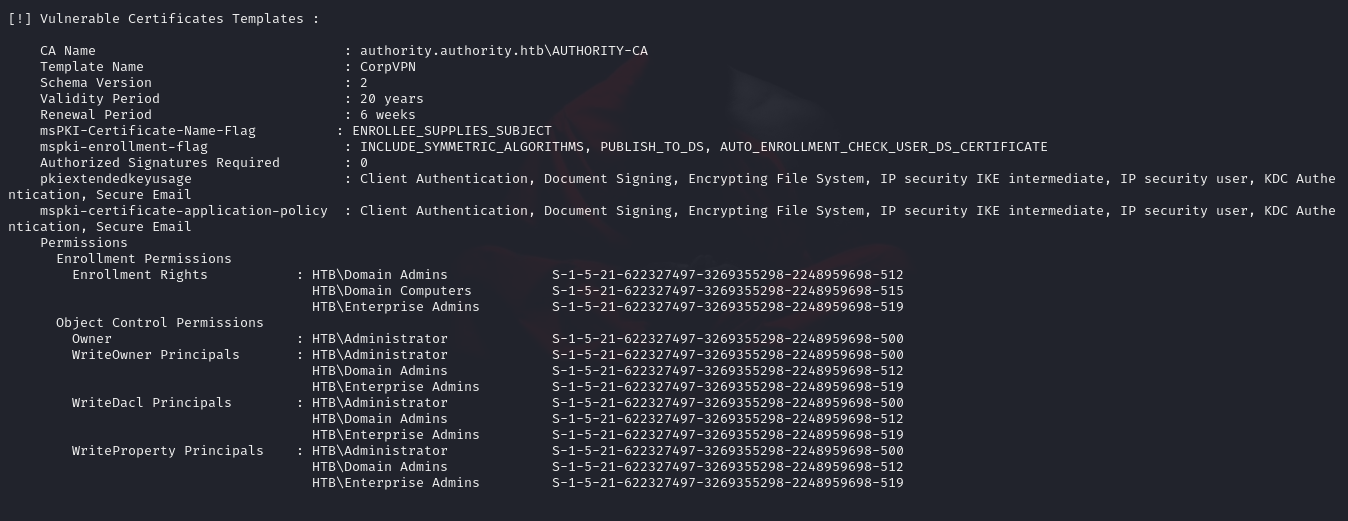 [!] Vulnerable Certificates Templates :
CA Name : authority.authority.htb\AUTHORITY-CA
Template Name : CorpVPN
Schema Version : 2
Validity Period : 20 years
Renewal Period : 6 weeks
msPKI-Certificate-Name-Flag : ENROLLEE_SUPPLIES_SUBJECT
mspki-enrollment-flag : INCLUDE_SYMMETRIC_ALGORITHMS, PUBLISH_TO_DS, AUTO_ENROLLMENT_CHECK_USER_DS_CERTIFICATE
Authorized Signatures Required : 0
pkiextendedkeyusage : Client Authentication, Document Signing, Encrypting File System, IP security IKE intermediate, IP security user, KDC Authe
ntication, Secure Email
mspki-certificate-application-policy : Client Authentication, Document Signing, Encrypting File System, IP security IKE intermediate, IP security user, KDC Authe
ntication, Secure Email
Permissions
Enrollment Permissions
Enrollment Rights : HTB\Domain Admins S-1-5-21-622327497-3269355298-2248959698-512
HTB\Domain Computers S-1-5-21-622327497-3269355298-2248959698-515
HTB\Enterprise Admins S-1-5-21-622327497-3269355298-2248959698-519
Object Control Permissions
Owner : HTB\Administrator S-1-5-21-622327497-3269355298-2248959698-500
WriteOwner Principals : HTB\Administrator S-1-5-21-622327497-3269355298-2248959698-500
HTB\Domain Admins S-1-5-21-622327497-3269355298-2248959698-512
HTB\Enterprise Admins S-1-5-21-622327497-3269355298-2248959698-519
WriteDacl Principals : HTB\Administrator S-1-5-21-622327497-3269355298-2248959698-500
HTB\Domain Admins S-1-5-21-622327497-3269355298-2248959698-512
HTB\Enterprise Admins S-1-5-21-622327497-3269355298-2248959698-519
WriteProperty Principals : HTB\Administrator S-1-5-21-622327497-3269355298-2248959698-500
HTB\Domain Admins S-1-5-21-622327497-3269355298-2248959698-512
HTB\Enterprise Admins S-1-5-21-622327497-3269355298-2248959698-519